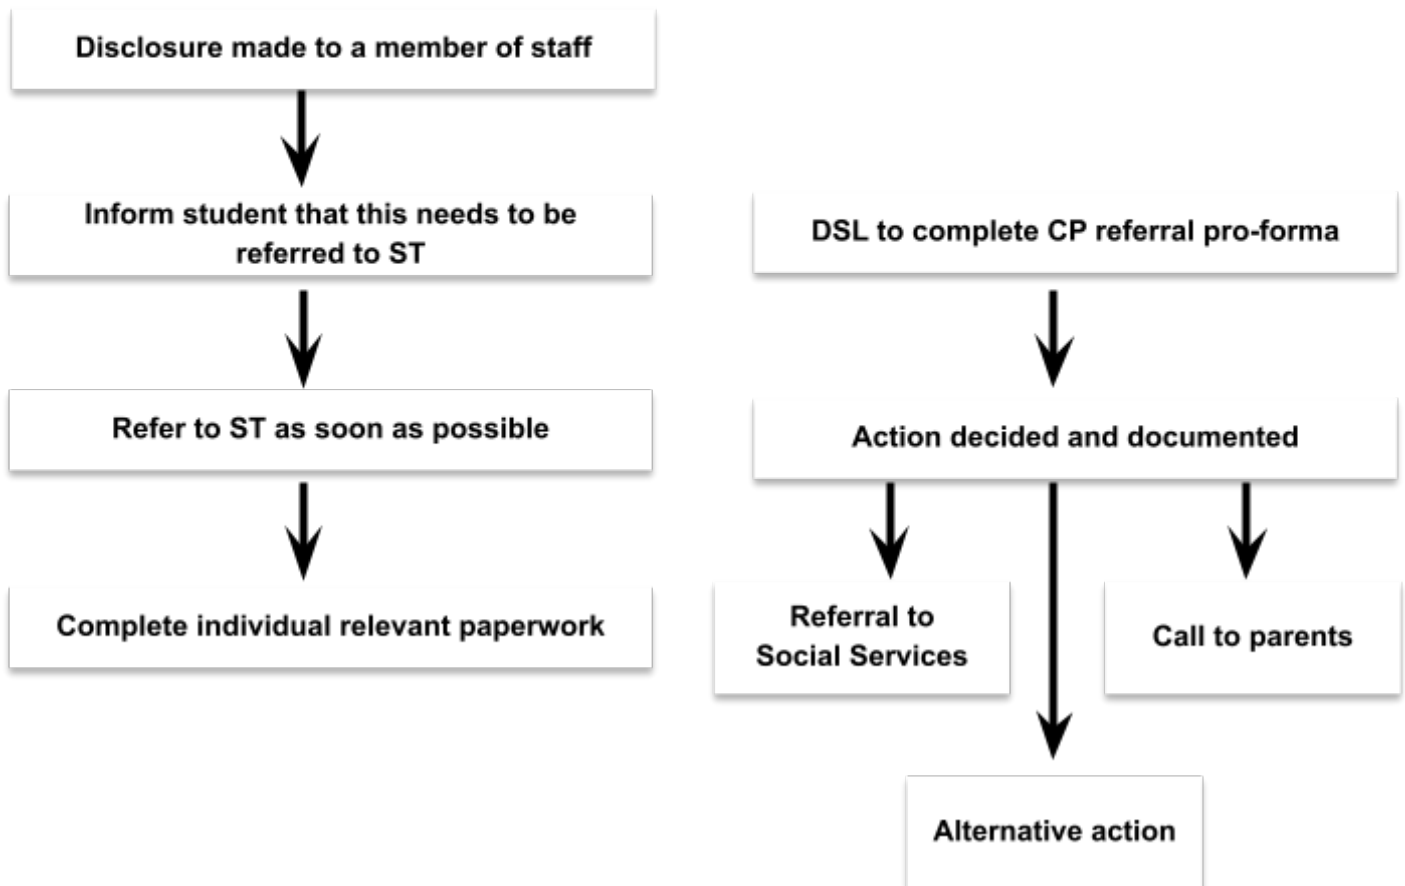 Disclosure made to a member of staff
Inform student that this needs to be
referred to ST
Refer to ST as soon as possible
Complete individual relevant paperwork
DSL to complete CP referral pro-forma
Action decided and documented
Referral to
Social Services
Call to parents
Alternative action